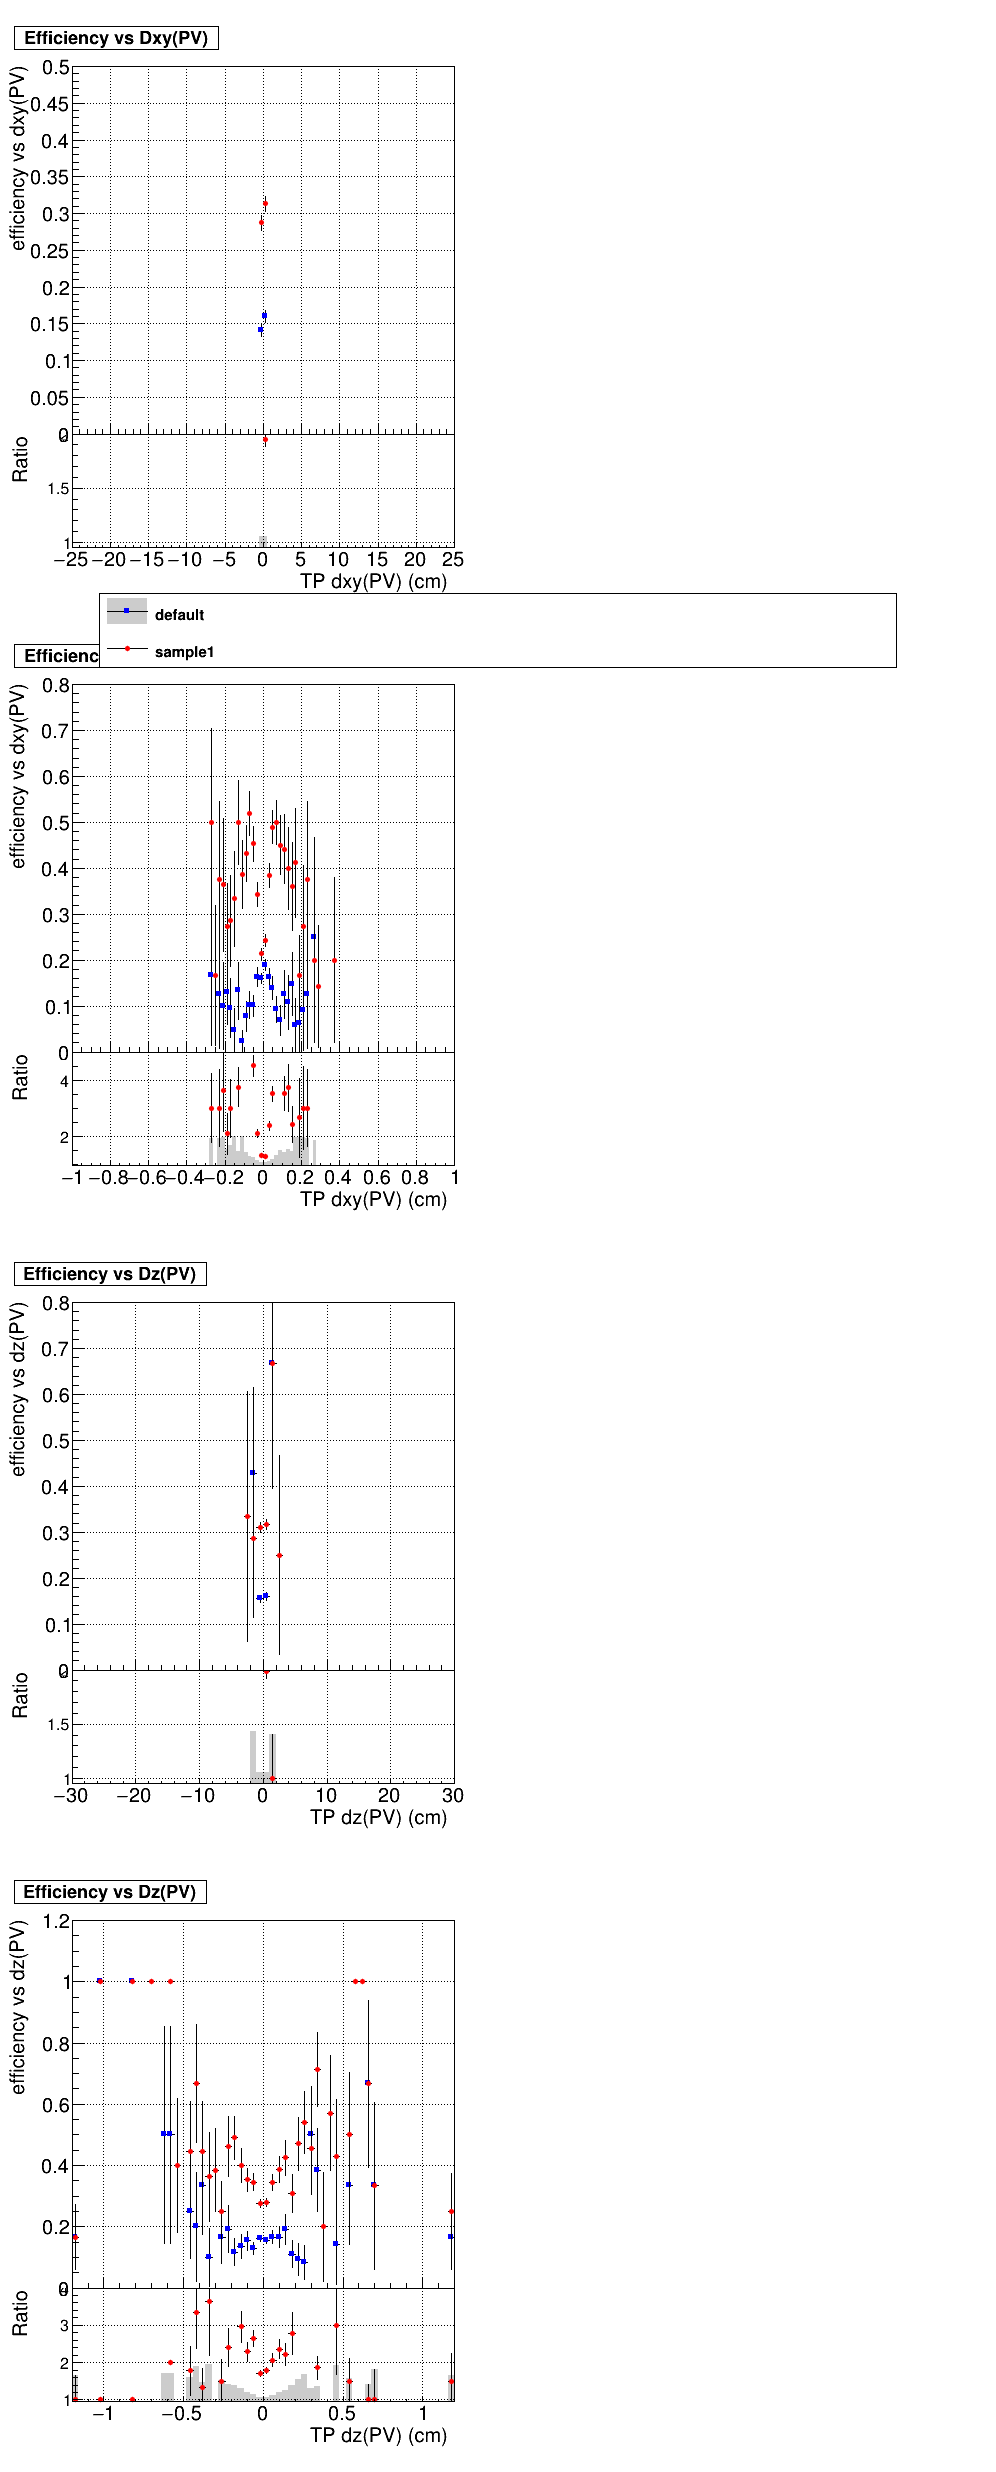 Efficiency vs Dxy(PV)
efficiency vs dxy(PV)
0.5
0.45
0.4
0.35
0.3
0.25
0.2
0.15
0.1
0.05
0
Ratio
2
1.5
1
−25 −20 −15 −10 −5 0 5 10 15 20 25
TP dxy(PV) (cm)
default
sample1
Efficienc
efficiency vs dxy(PV)
0.8
0.7
0.6
0.5
0.4
0.3
0.2
0.1
0
Ratio
4
2
−1 −0.8 −0.6 −0.4 −0.2 0 0.2 0.4 0.6 0.8 1
TP dxy(PV) (cm)
Efficiency vs Dz(PV)
efficiency vs dz(PV)
0.8
0.7
0.6
0.5
0.4
0.3
0.2
0.1
0
Ratio
2
1.5
1
−30 −20 −10 0 10 20 30
TP dz(PV) (cm)
Efficiency vs Dz(PV)
efficiency vs dz(PV)
1.2
1
0.8
0.6
0.4
0.2
0
Ratio
4
3
2
1
−1 −0.5 0 0.5 1
TP dz(PV) (cm)